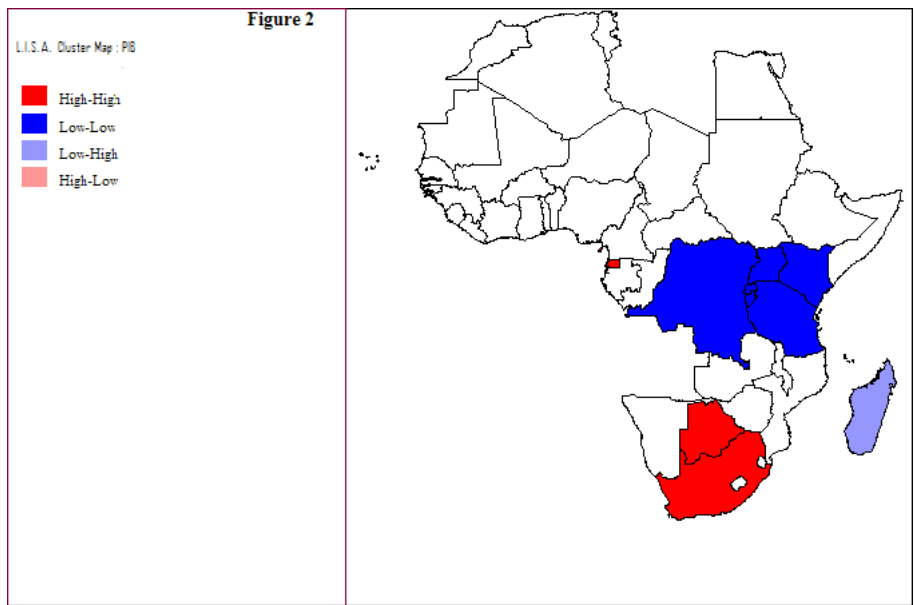 Figure 2
L.I.S.A. Cluster Map : PIB
High-High
Low-Low
Low-High
High-Low